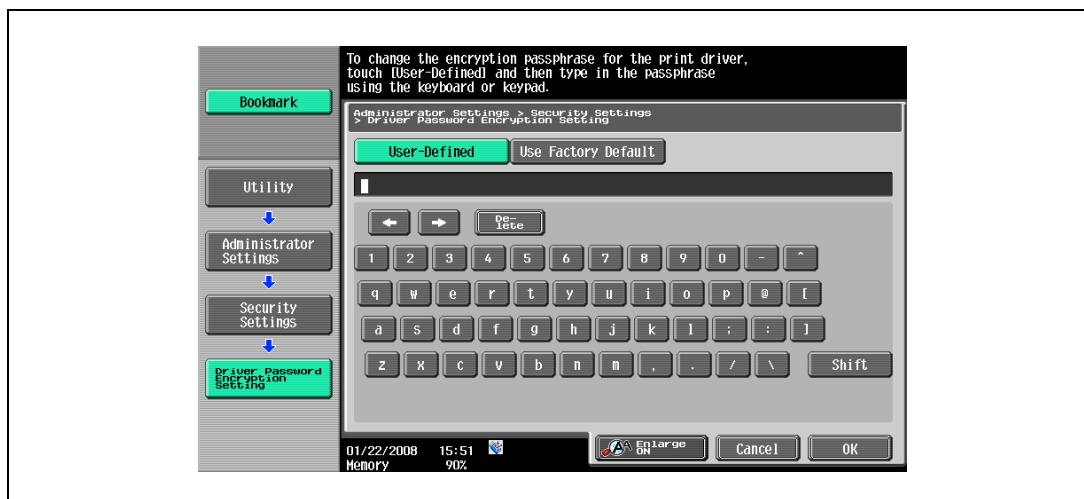 To change the encryption passphrase for the print driver,
touch [User-Defined] and then type in the passphrase
using the keyboard or keypad.
Bookmark
Administrator Settings > Security Settings
> Driver Password Encryption Setting
User-Defined Use Factory Default
Utility
De-
lete
Administrator
Settings
1 2 3 4 5 6 7 8 9 0 - ^
q w e r t y u i o p @ [
Security
Settings
a s d f g h j k l ; : ]
z x c v b n m , . / \ Shift
Driver Password
Encryption
Setting
01/22/2008 15:51
Memory 90%
Enlarge
ON
Cancel OK